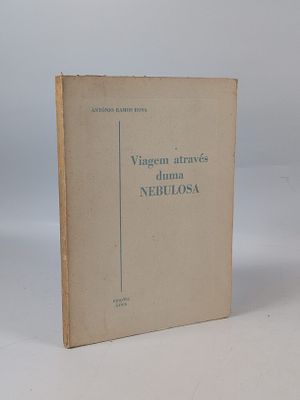 ANTÓNIO RAMOS ROSA
Viagem através
duma
NEBULOSA